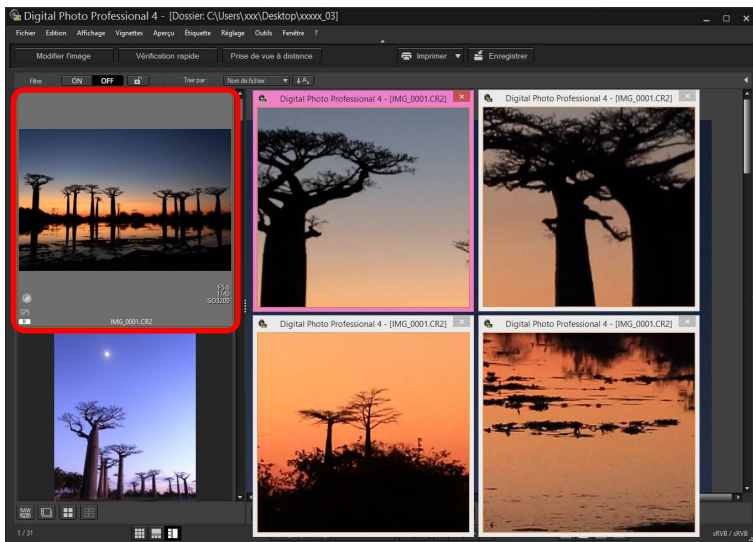 Digital Photo Professional 4 - [Dossier: C:\Users\xxx\Desktop\xxxxx_03]
Fichier Edition Affichage Vignettes Aperçu Étiquette Réglage Outils Fenêtre ?
Modifier l'image Vérification rapide Prise de vue à distance Imprimer Enregistrer
Filtre ON OFF Trier par : Nom de fichier
Digital Photo Professional 4 - [IMG_0001.CR2]
Digital Photo Professional 4 - [IMG_0001.CR2]
F5.6
1/40
ISO3200
GPS
R
IMG_0001.CR2
Digital Photo Professional 4 - [IMG_0001.CR2]
Digital Photo Professional 4 - [IMG_0001.CR2]
RAW
JPEG
1 / 31
sRVB / sRVB